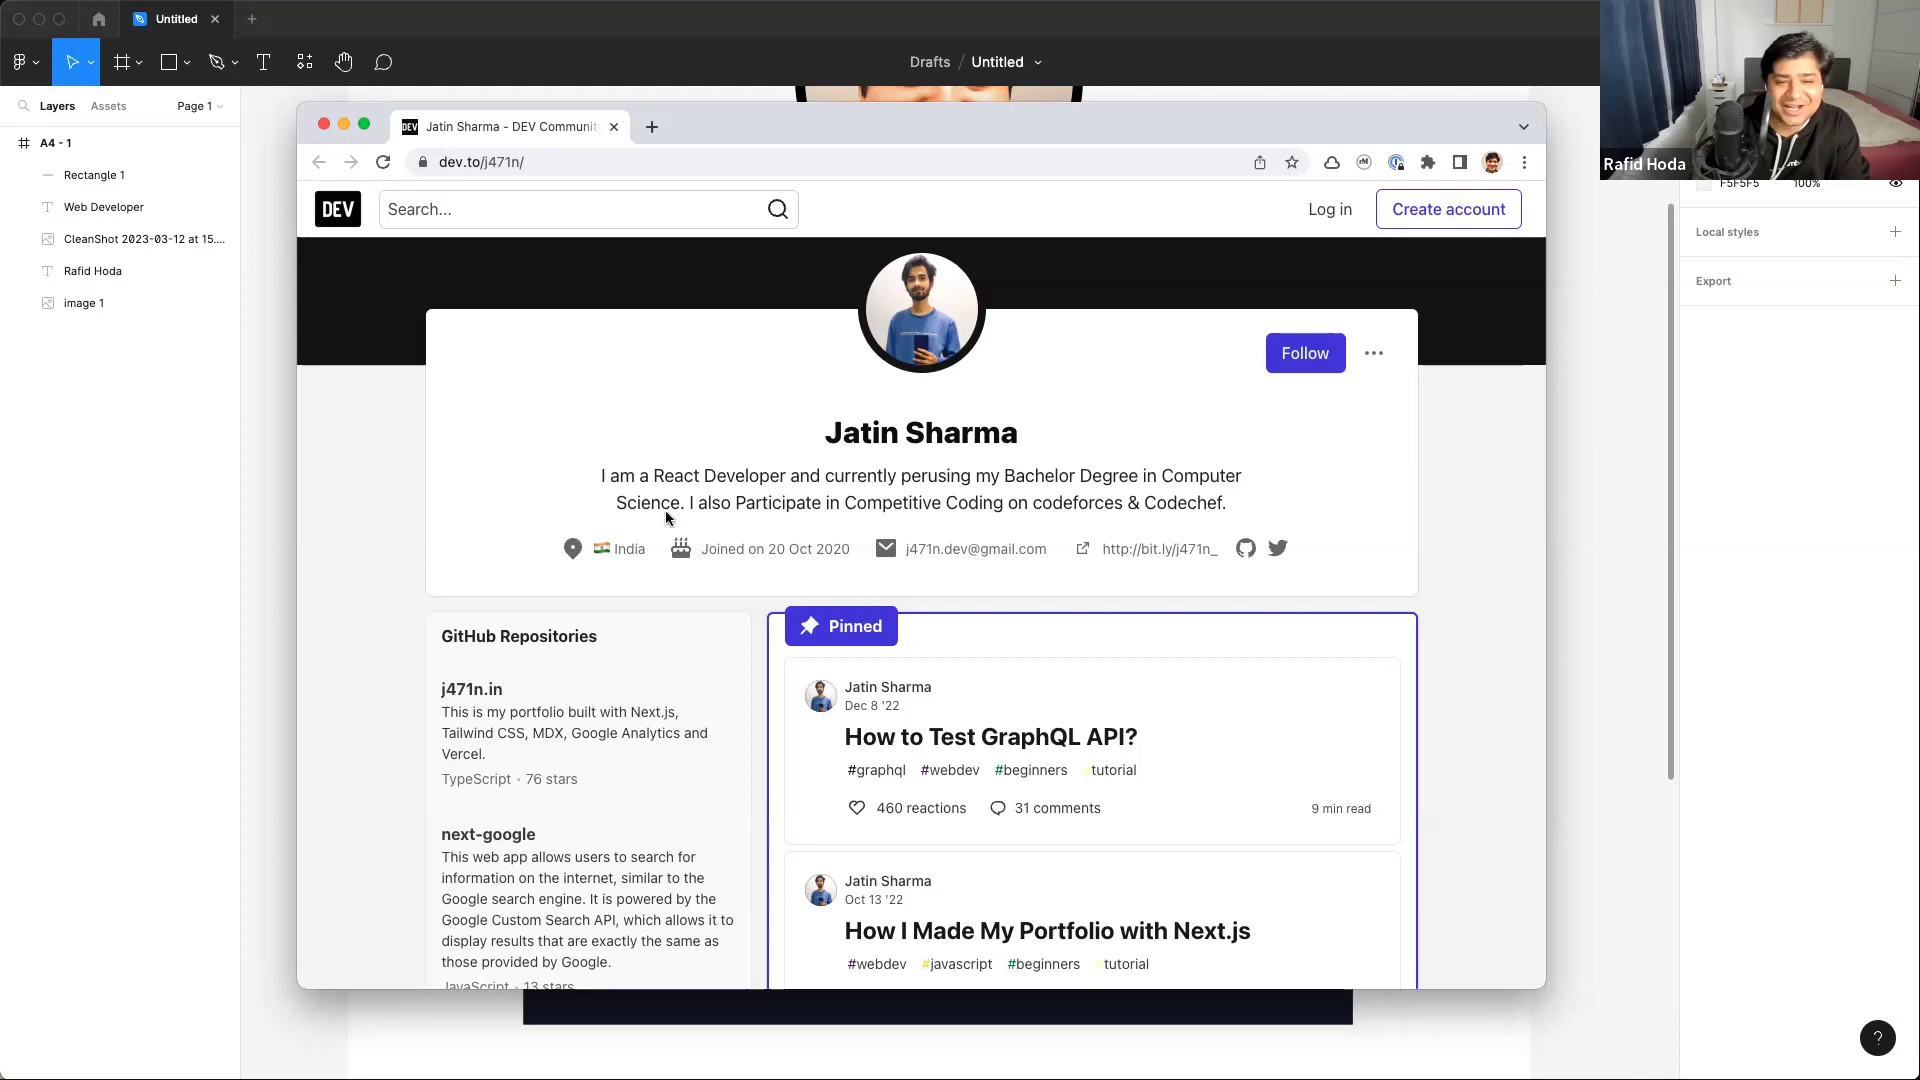 Untitled
Drafts / Untitled
Rafid Hoda
Layers
Assets
Page 1
A4 - 1
Rectangle 1
Web Developer
CleanShot 2023-03-12 at 15....
Rafid Hoda
image 1
F5F5F5 100%
Local styles
Export
DEV Jatin Sharma - DEV Communit
dev.to/j471n/
DEV
Search...
Log in
Create account
Follow
Jatin Sharma
I am a React Developer and currently perusing my Bachelor Degree in Computer
Science. I also Participate in Competitive Coding on codeforces & Codechef.
India
Joined on 20 Oct 2020
j471n.dev@gmail.com
http://bit.ly/j471n_
GitHub Repositories
j471n.in
This is my portfolio built with Next.js,
Tailwind CSS, MDX, Google Analytics and
Vercel.
TypeScript • 76 stars
next-google
This web app allows users to search for
information on the internet, similar to the
Google search engine. It is powered by the
Google Custom Search API, which allows it to
display results that are exactly the same as
those provided by Google.
JavaScript • 13 stars
Pinned
Jatin Sharma
Dec 8 '22
How to Test GraphQL API?
#graphql #webdev #beginners #tutorial
460 reactions 31 comments 9 min read
Jatin Sharma
Oct 13 '22
How I Made My Portfolio with Next.js
#webdev #javascript #beginners #tutorial
?